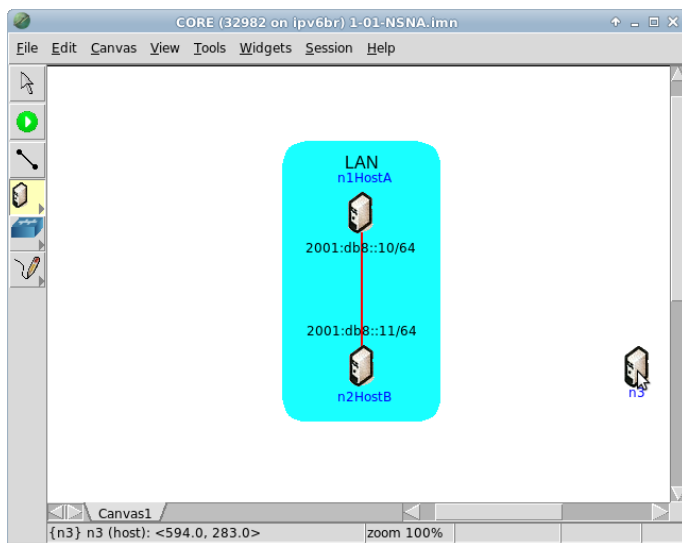 CORE (32982 on ipv6br) 1-01-NSNA.imn
File Edit Canvas View Tools Widgets Session Help
LAN
n1HostA
2001:db8::10/64
2001:db8::11/64
n2HostB
n3
Canvas1
{n3} n3 (host): <594.0, 283.0> zoom 100%